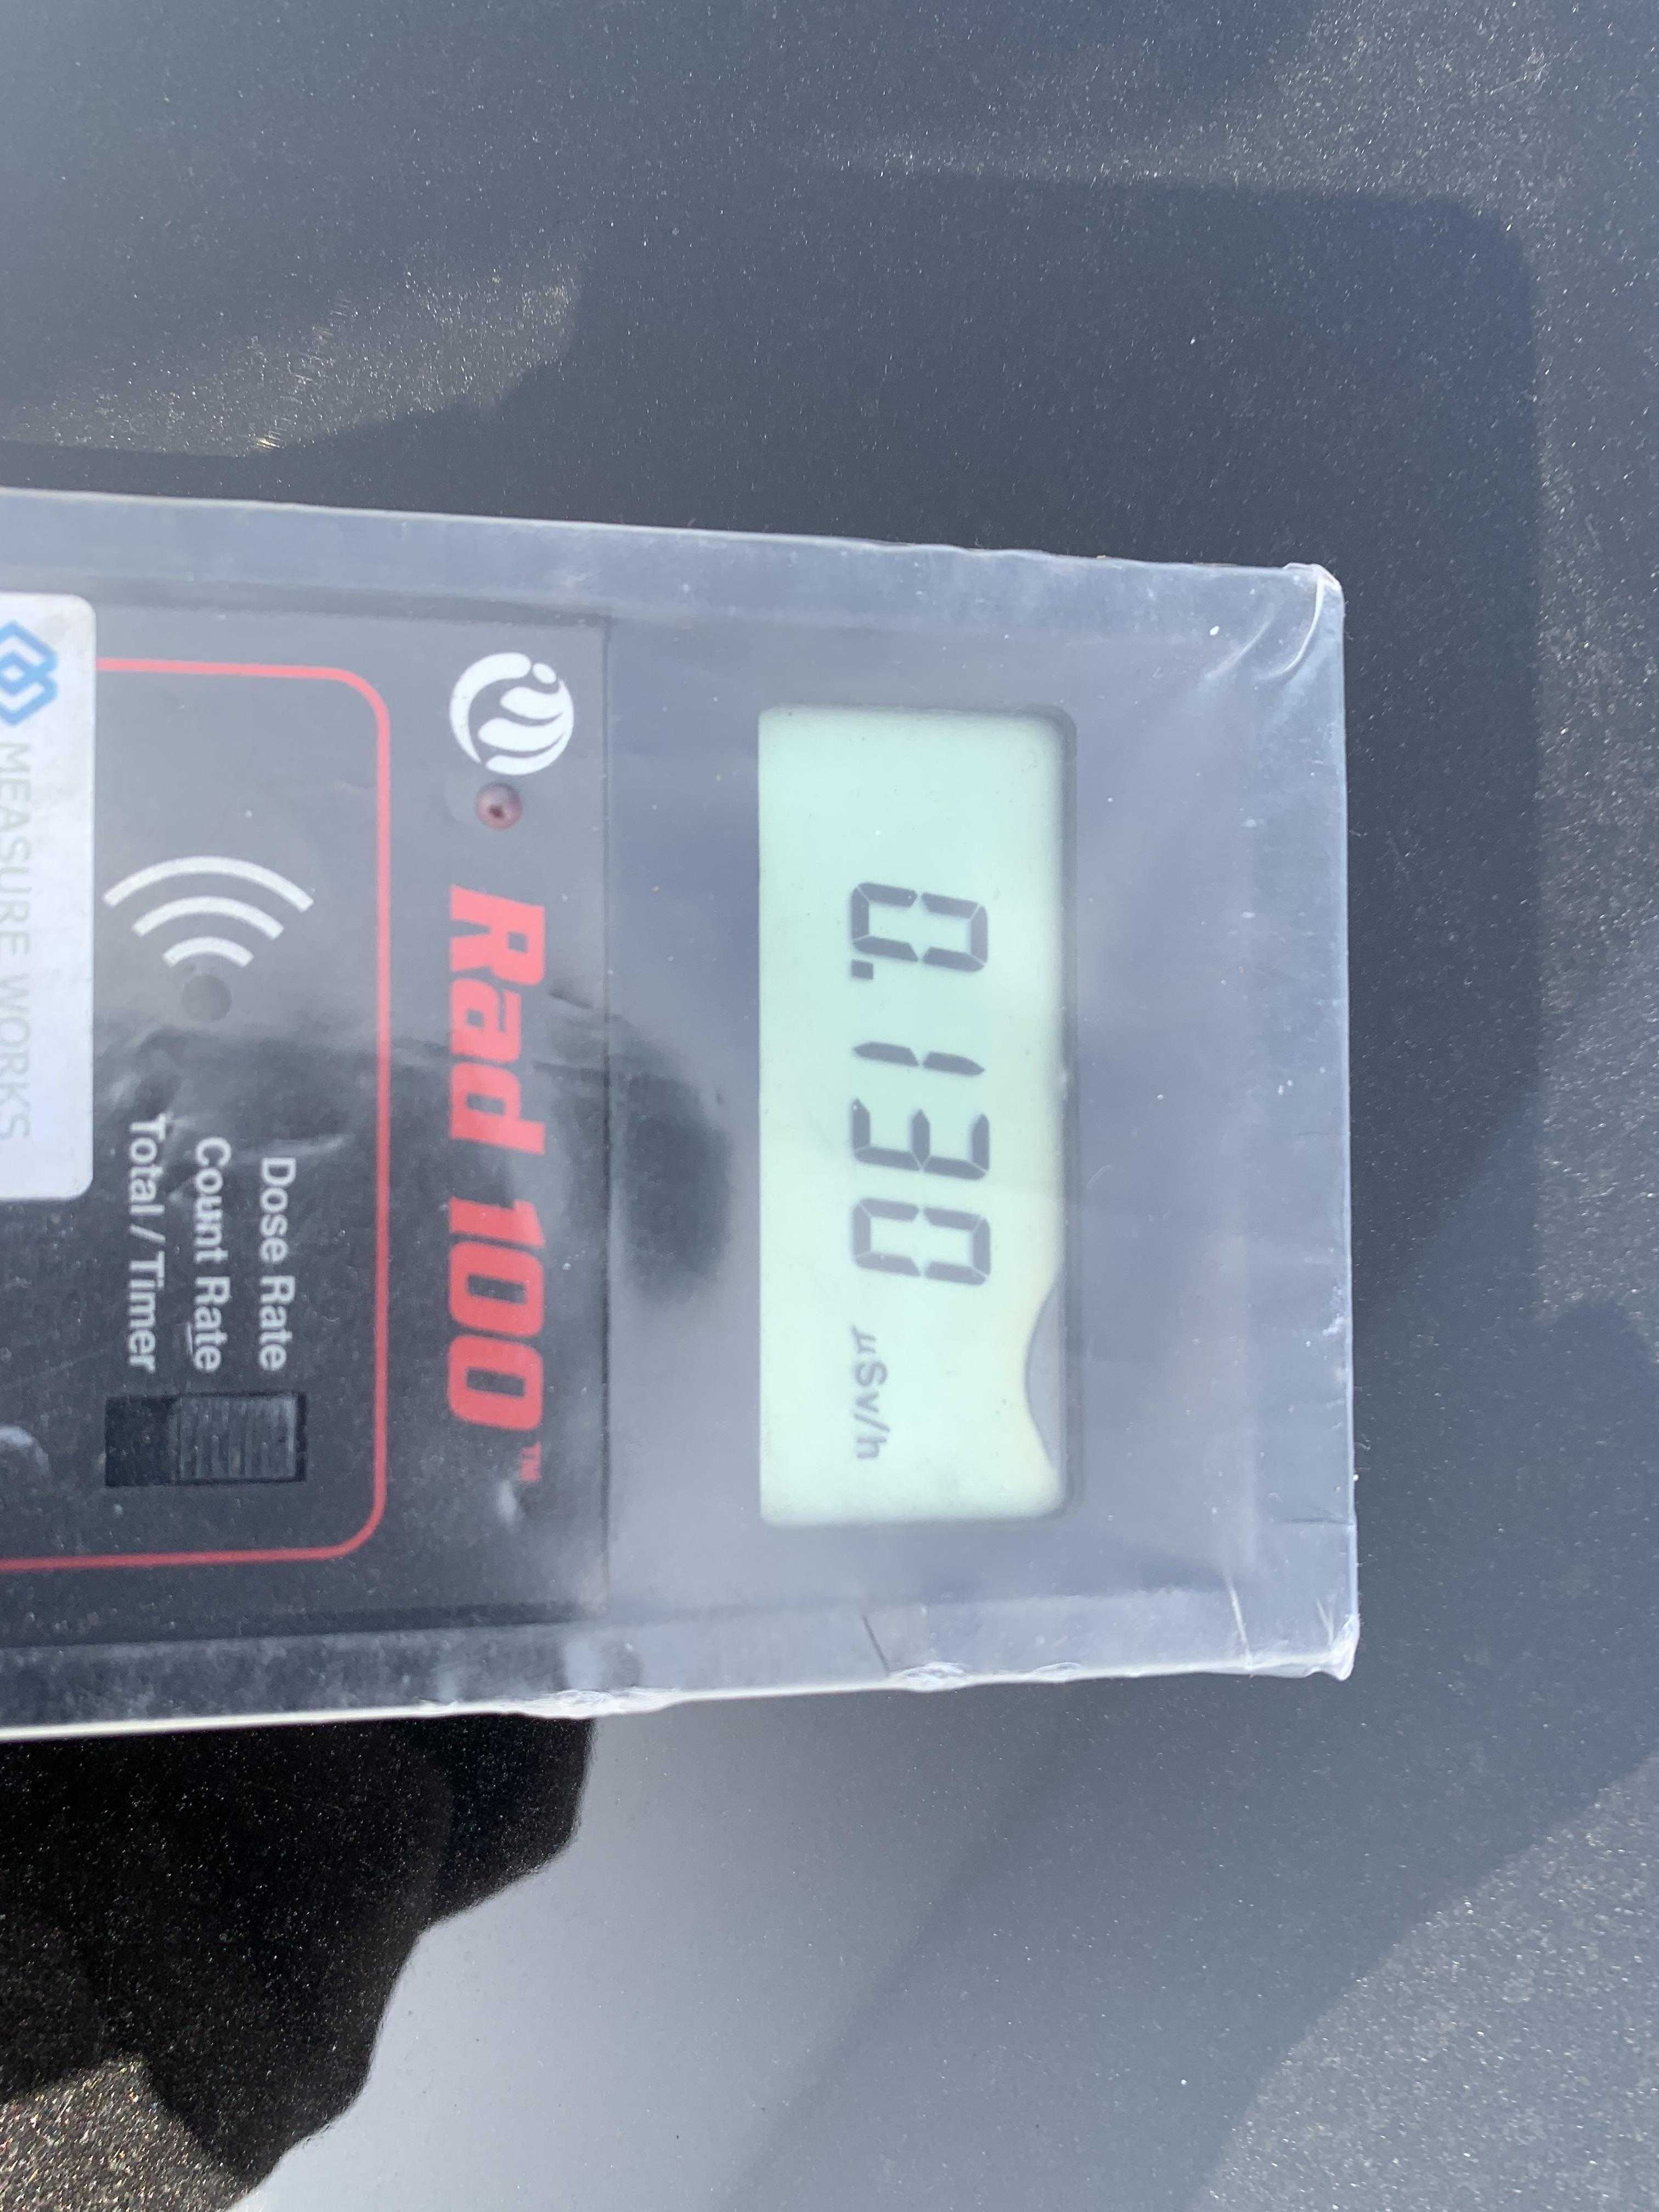 0.130
μSv/h
Rad 100™
Dose Rate
Count Rate
Total / Timer
MEASURE WORKS